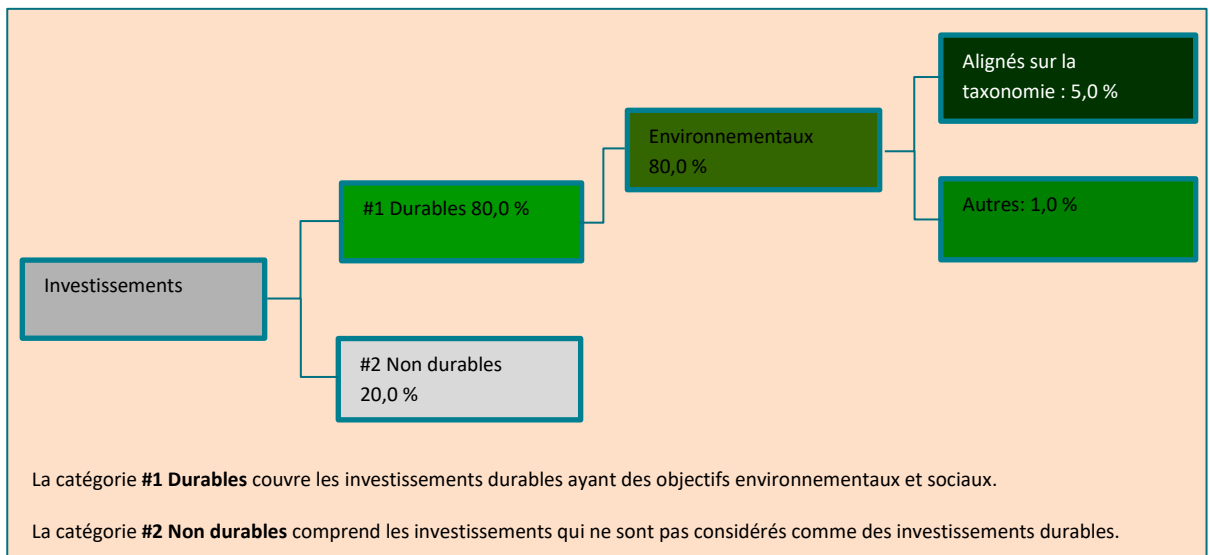 Investissements
#1 Durables 80,0 %
#2 Non durables
20,0 %
Environnementaux
80,0 %
Alignés sur la
taxonomie : 5,0 %
Autres: 1,0 %
La catégorie #1 Durables couvre les investissements durables ayant des objectifs environnementaux et sociaux.
La catégorie #2 Non durables comprend les investissements qui ne sont pas considérés comme des investissements durables.